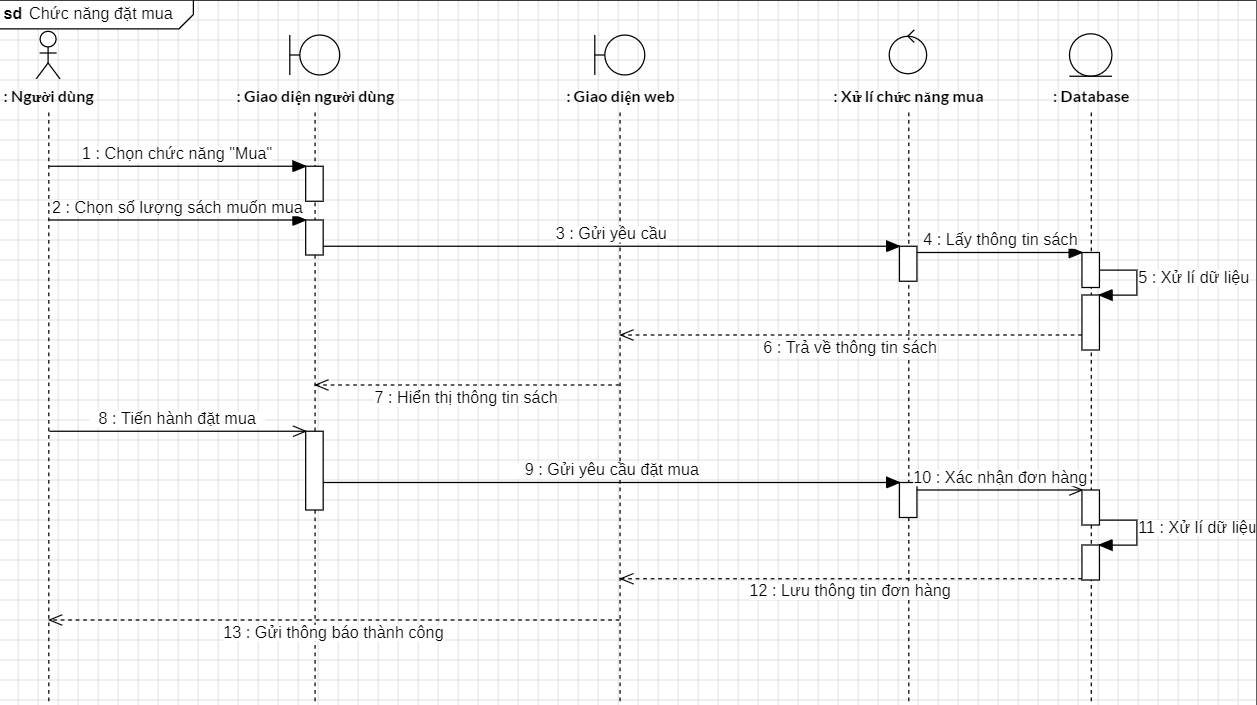 sd Chức năng đặt mua
: Người dùng
: Giao diện người dùng
: Giao diện web
: Xử lí chức năng mua
: Database
1 : Chọn chức năng "Mua"
2 : Chọn số lượng sách muốn mua
3 : Gửi yêu cầu
4 : Lấy thông tin sách
5 : Xử lí dữ liệu
6 : Trả về thông tin sách
7 : Hiển thị thông tin sách
8 : Tiến hành đặt mua
9 : Gửi yêu cầu đặt mua
10 : Xác nhận đơn hàng
11 : Xử lí dữ liệu
12 : Lưu thông tin đơn hàng
13 : Gửi thông báo thành công